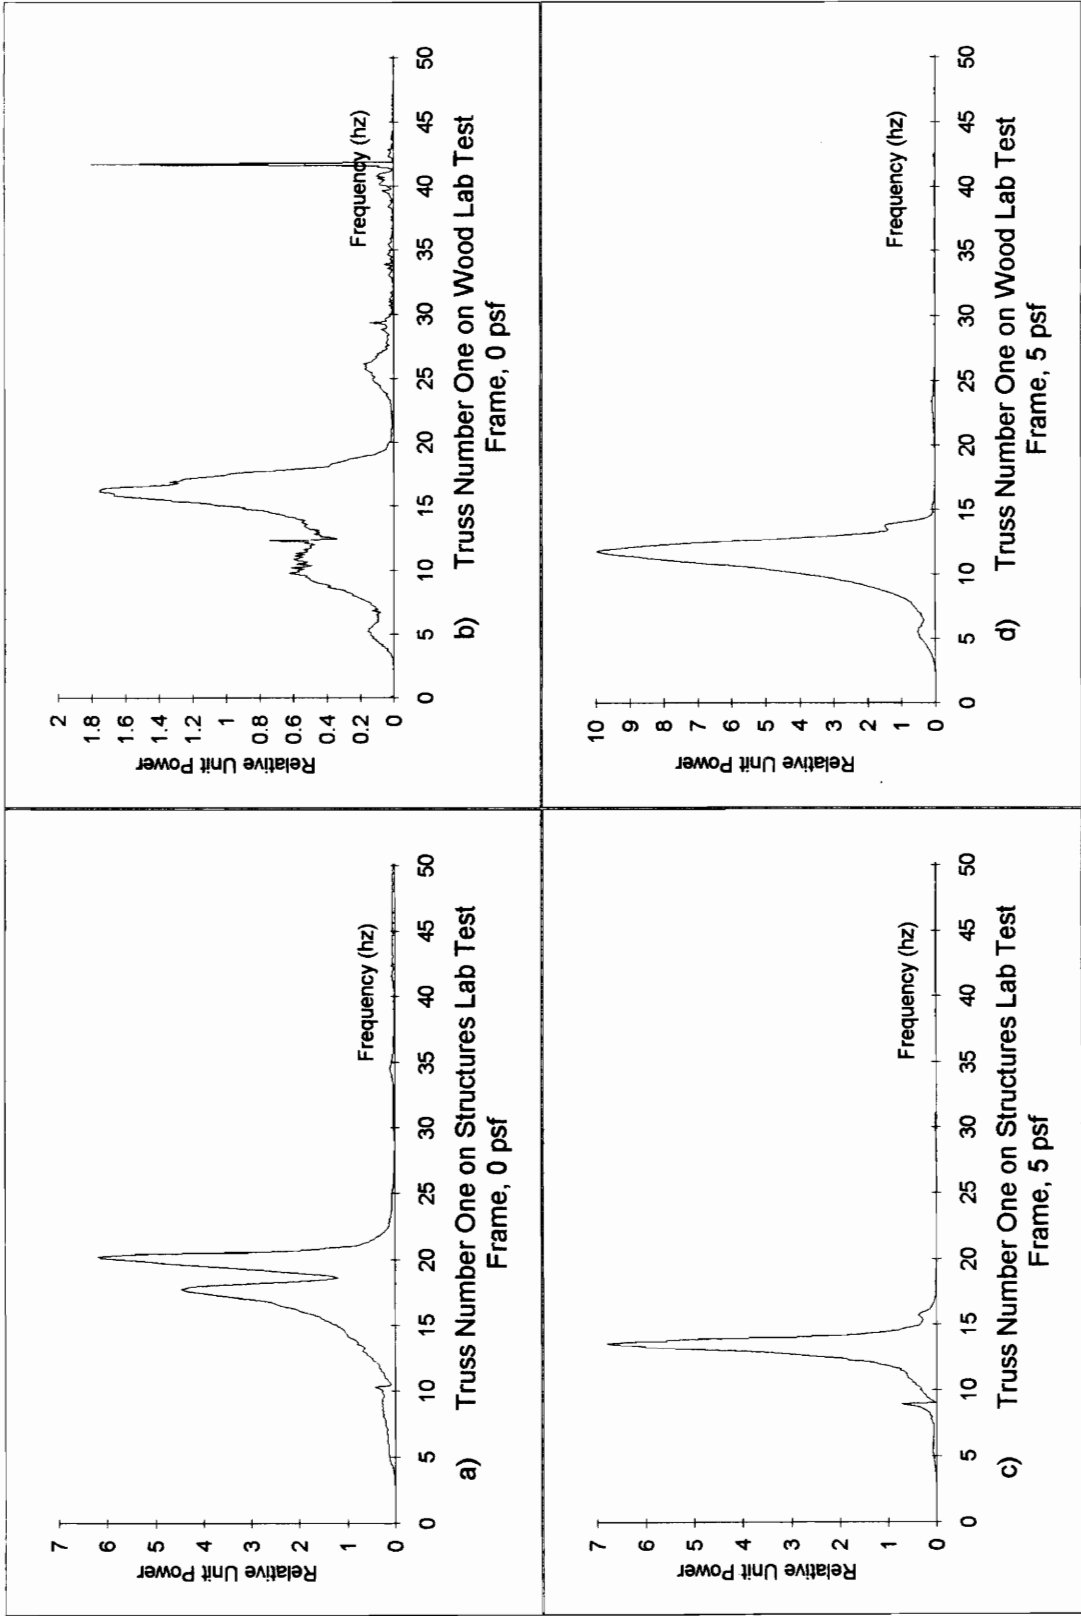 7
6
5
4
3
2
1
0
Relative Unit Power
0 5 10 15 20 25 30 35 40 45 50
Frequency (hz)
a) Truss Number One on Structures Lab Test
Frame, 0 psf
2
1.8
1.6
1.4
1.2
1
0.8
0.6
0.4
0.2
0
Relative Unit Power
0 5 10 15 20 25 30 35 40 45 50
Frequency (hz)
b) Truss Number One on Wood Lab Test
Frame, 0 psf
7
6
5
4
3
2
1
0
Relative Unit Power
0 5 10 15 20 25 30 35 40 45 50
Frequency (hz)
c) Truss Number One on Structures Lab Test
Frame, 5 psf
10
9
8
7
6
5
4
3
2
1
0
Relative Unit Power
0 5 10 15 20 25 30 35 40 45 50
Frequency (hz)
d) Truss Number One on Wood Lab Test
Frame, 5 psf